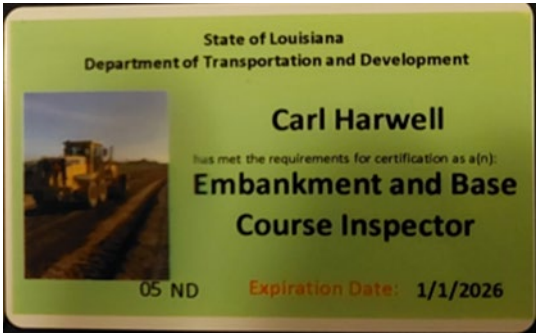 State of Louisiana
Department of Transportation and Development
Carl Harwell
has met the requirements for certification as a(n):
Embankment and Base
Course Inspector
05 ND
Expiration Date: 1/1/2026